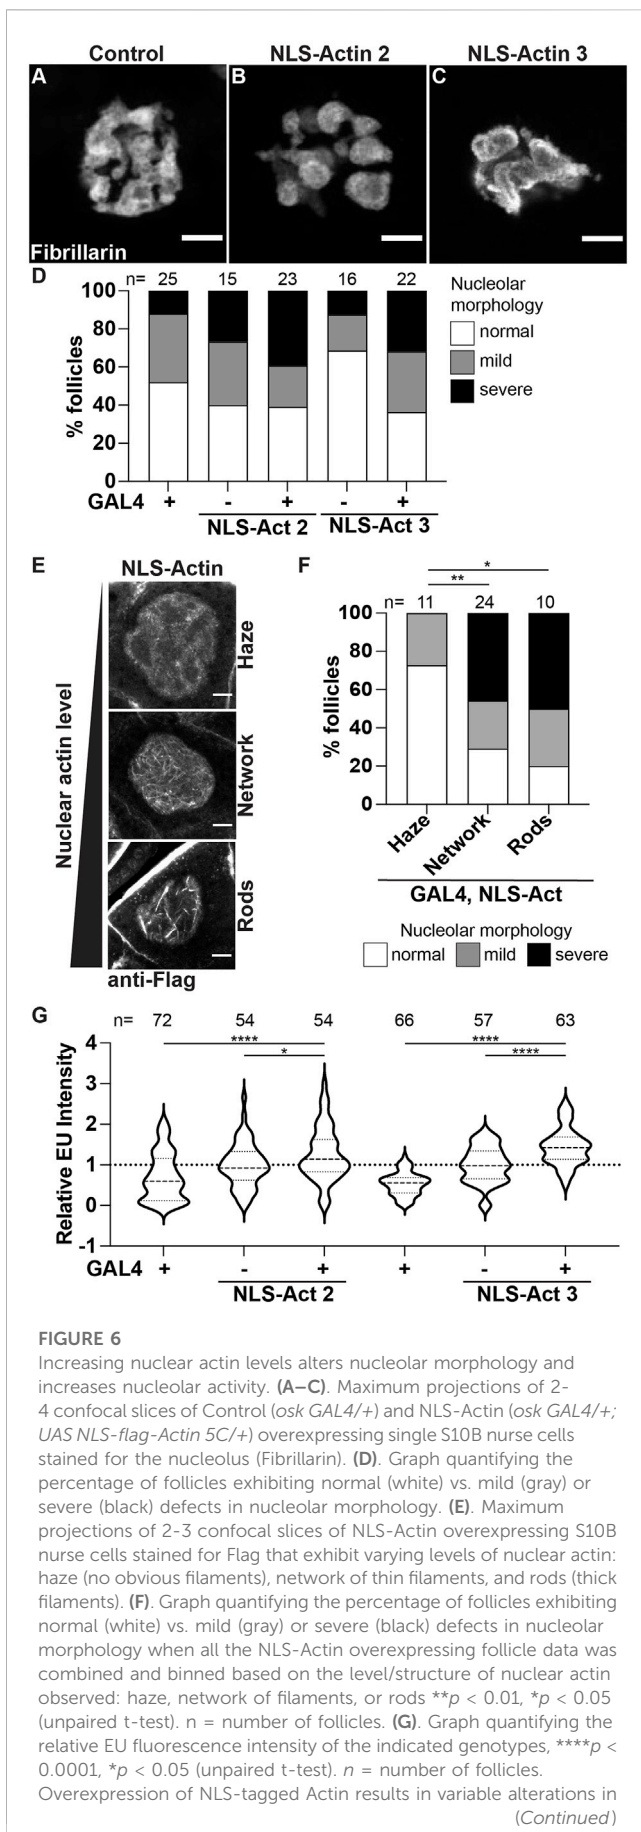 Control
NLS-Actin 2
NLS-Actin 3
A
B
C
Fibrillarin
D
n= 25 15 23 16 22
100
80
60
40
20
0
% follicles
Nucleolar
morphology
normal
mild
severe
GAL4 + - + - +
NLS-Act 2
NLS-Act 3
E
NLS-Actin
Nuclear actin level
Haze
Network
Rods
anti-Flag
F
*
**
n= 11 24 10
100
80
60
40
20
0
% follicles
Haze
Network
Rods
GAL4, NLS-Act
Nucleolar morphology
normal mild severe
G
n= 72 54 54 66 57 63
**** ****
* ****
4
3
2
1
0
-1
Relative EU Intensity
GAL4 + - + + - +
NLS-Act 2
NLS-Act 3
FIGURE 6
Increasing nuclear actin levels alters nucleolar morphology and
increases nucleolar activity. (A–C). Maximum projections of 2-
4 confocal slices of Control (osk GAL4/+) and NLS-Actin (osk GAL4/+;
UAS NLS-flag-Actin 5C/+) overexpressing single S10B nurse cells
stained for the nucleolus (Fibrillarin). (D). Graph quantifying the
percentage of follicles exhibiting normal (white) vs. mild (gray) or
severe (black) defects in nucleolar morphology. (E). Maximum
projections of 2-3 confocal slices of NLS-Actin overexpressing S10B
nurse cells stained for Flag that exhibit varying levels of nuclear actin:
haze (no obvious filaments), network of thin filaments, and rods (thick
filaments). (F). Graph quantifying the percentage of follicles exhibiting
normal (white) vs. mild (gray) or severe (black) defects in nucleolar
morphology when all the NLS-Actin overexpressing follicle data was
combined and binned based on the level/structure of nuclear actin
observed: haze, network of filaments, or rods **p < 0.01, *p < 0.05
(unpaired t-test). n = number of follicles. (G). Graph quantifying the
relative EU fluorescence intensity of the indicated genotypes, ****p <
0.0001, *p < 0.05 (unpaired t-test). n = number of follicles.
Overexpression of NLS-tagged Actin results in variable alterations in
(Continued)